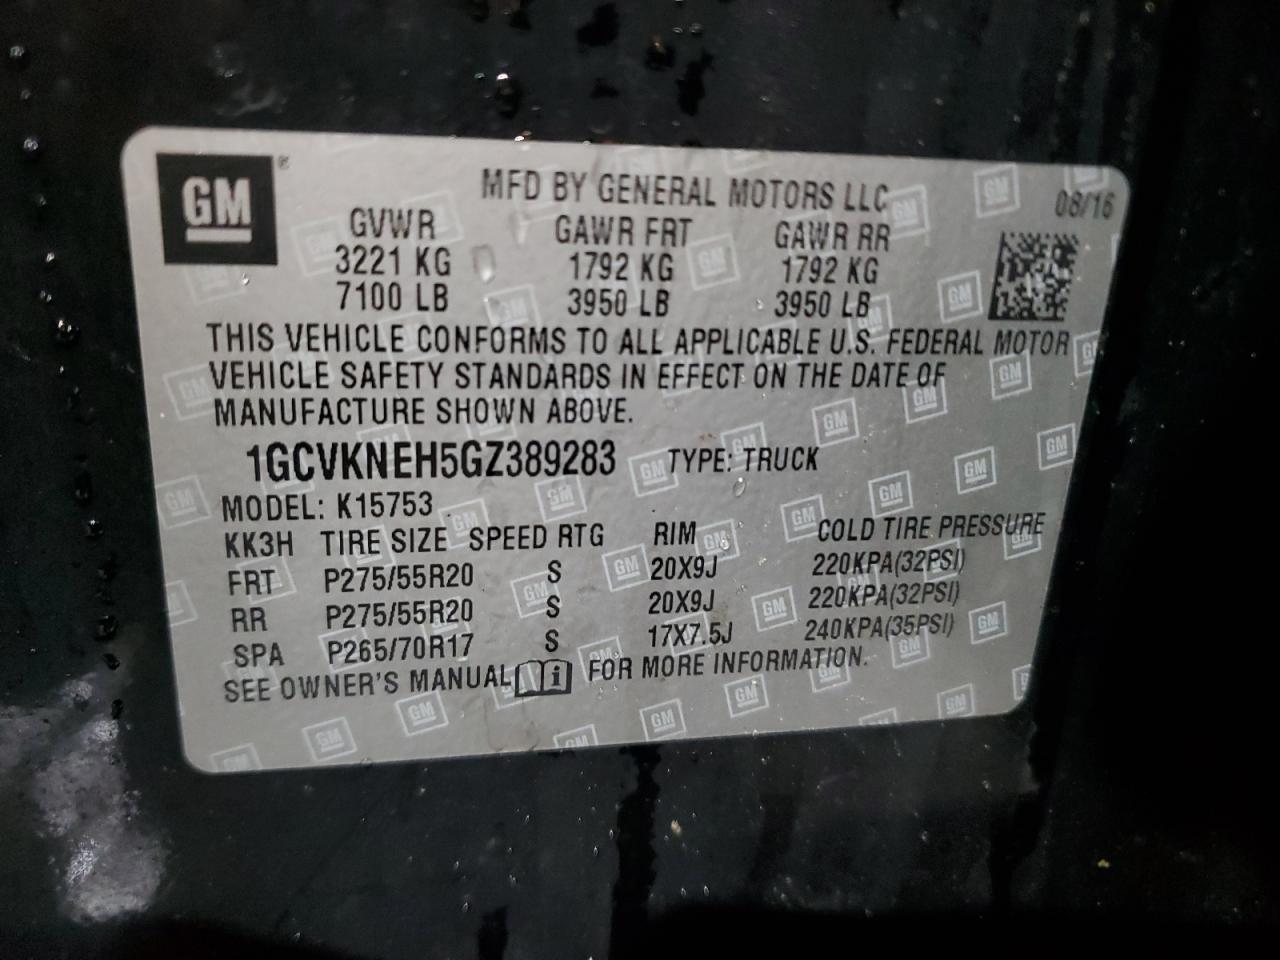 GM ®
MFD BY GENERAL MOTORS LLC
08/16
GVWR GAWR FRT GAWR RR
3221 KG 1792 KG 1792 KG
7100 LB 3950 LB 3950 LB
THIS VEHICLE CONFORMS TO ALL APPLICABLE U.S. FEDERAL MOTOR
VEHICLE SAFETY STANDARDS IN EFFECT ON THE DATE OF
MANUFACTURE SHOWN ABOVE.
1GCVKNEH5GZ389283 TYPE: TRUCK
MODEL: K15753
KK3H TIRE SIZE SPEED RTG RIM COLD TIRE PRESSURE
FRT P275/55R20 S 20X9J 220KPA(32PSI)
RR P275/55R20 S 20X9J 220KPA(32PSI)
SPA P265/70R17 S 17X7.5J 240KPA(35PSI)
SEE OWNER'S MANUAL i FOR MORE INFORMATION.